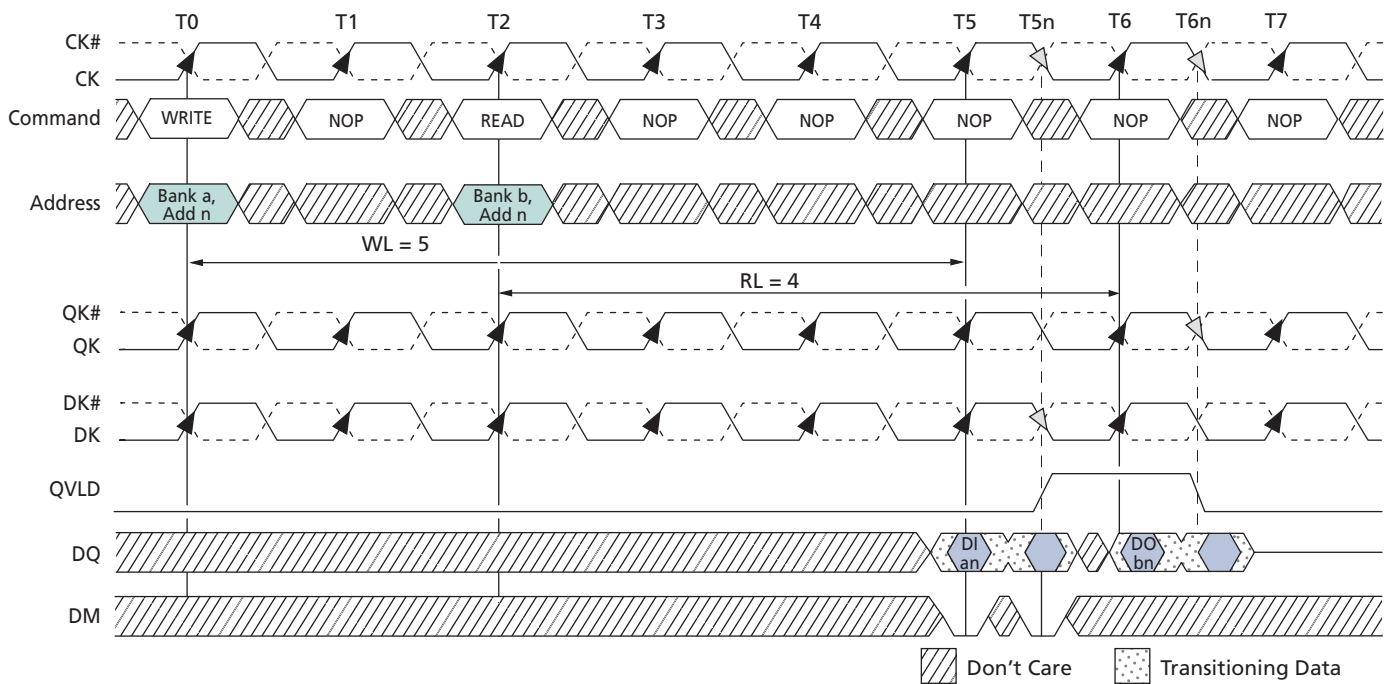 T0 T1 T2 T3 T4 T5 T5n T6 T6n T7
CK#
CK
Command WRITE NOP READ NOP NOP NOP NOP NOP
Address Bank a, Add n Bank b, Add n
WL = 5
RL = 4
QK#
QK
DK#
DK
QVLD
DQ DI an DO bn
DM
Don't Care Transitioning Data